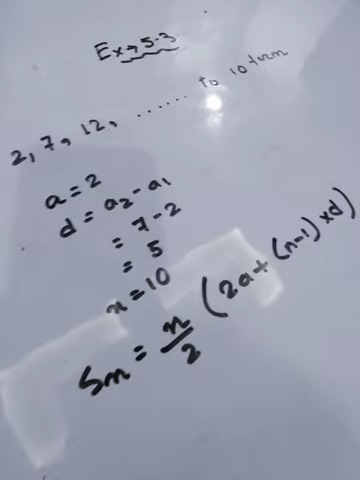 Ex→5.3
2, 7, 12, ...... to 10 term
a = 2
d = a₂ - a₁
= 7 - 2
= 5
n = 10
Sn = n/2 (2a + (n-1) × d)